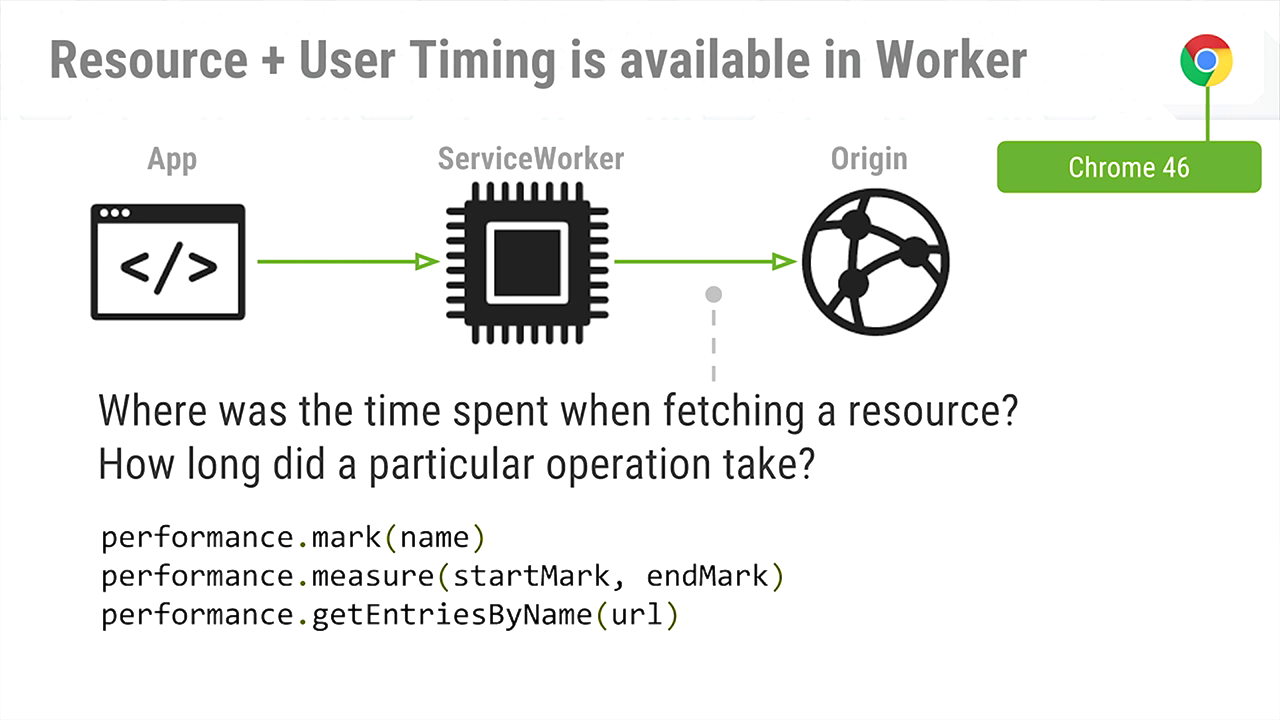 Resource + User Timing is available in Worker
App
ServiceWorker
Origin
Chrome 46
</>
Where was the time spent when fetching a resource?
How long did a particular operation take?
performance.mark(name)
performance.measure(startMark, endMark)
performance.getEntriesByName(url)